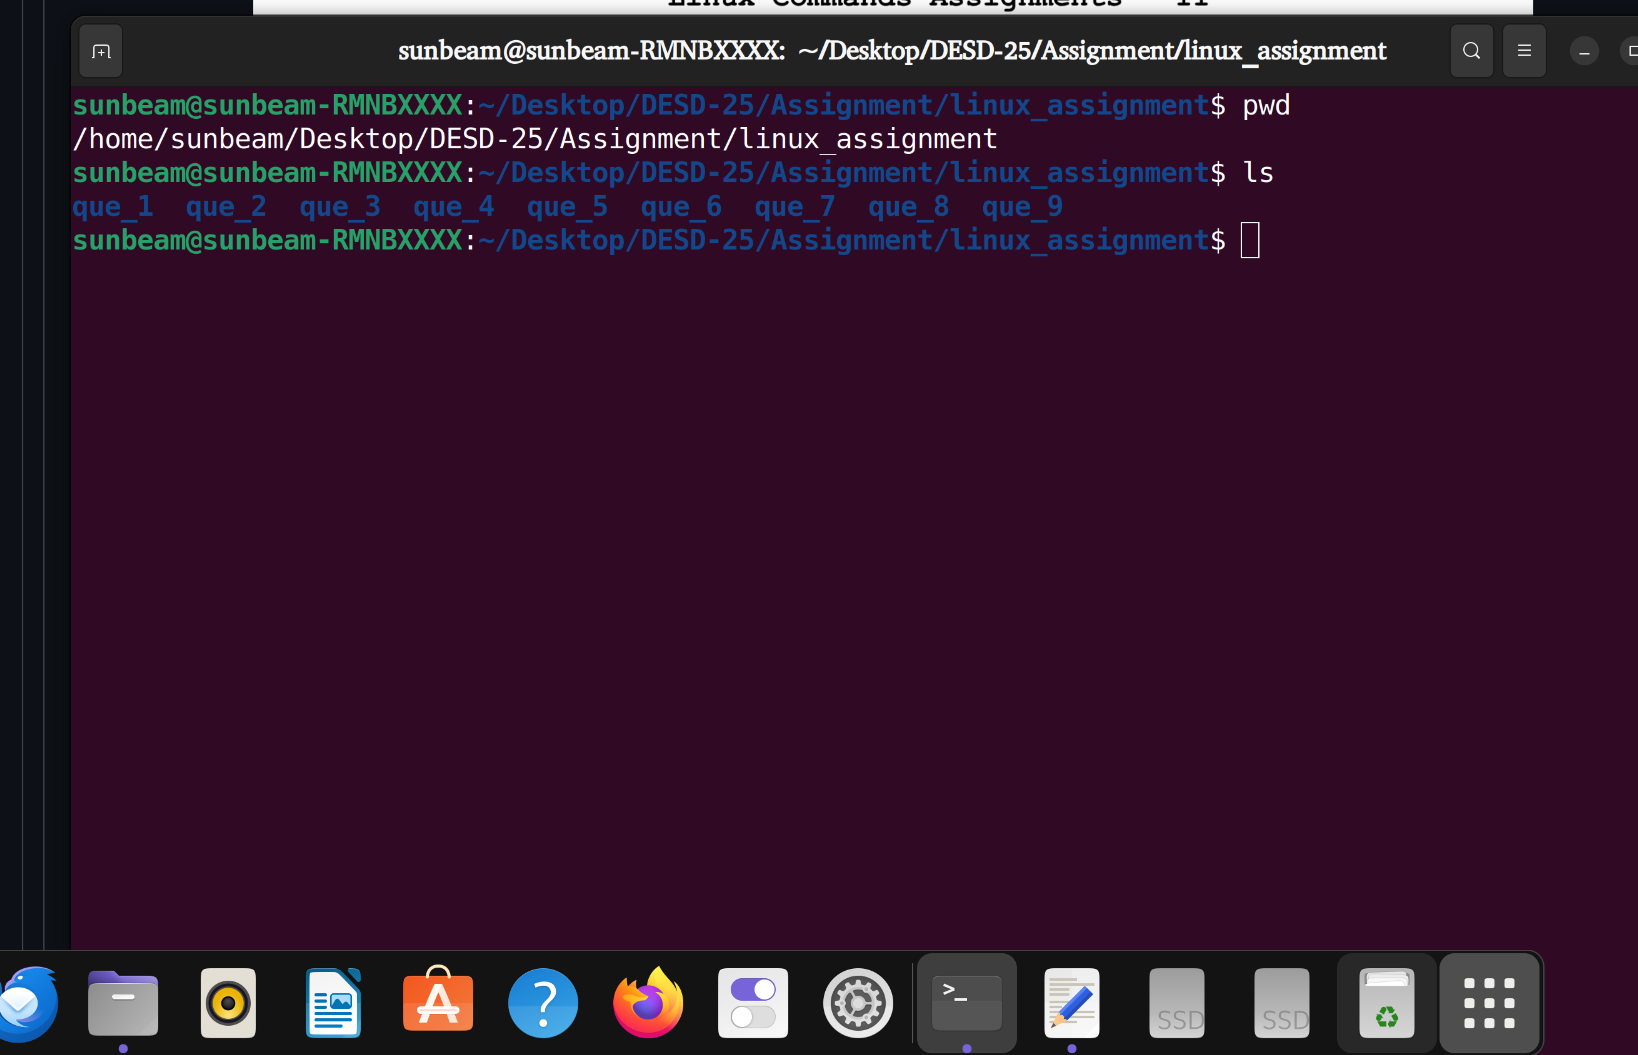 Linux Commands Assignments - II
sunbeam@sunbeam-RMNBXXXX: ~/Desktop/DESD-25/Assignment/linux_assignment
sunbeam@sunbeam-RMNBXXXX:~/Desktop/DESD-25/Assignment/linux_assignment$ pwd
/home/sunbeam/Desktop/DESD-25/Assignment/linux_assignment
sunbeam@sunbeam-RMNBXXXX:~/Desktop/DESD-25/Assignment/linux_assignment$ ls
que_1 que_2 que_3 que_4 que_5 que_6 que_7 que_8 que_9
sunbeam@sunbeam-RMNBXXXX:~/Desktop/DESD-25/Assignment/linux_assignment$
SSD SSD